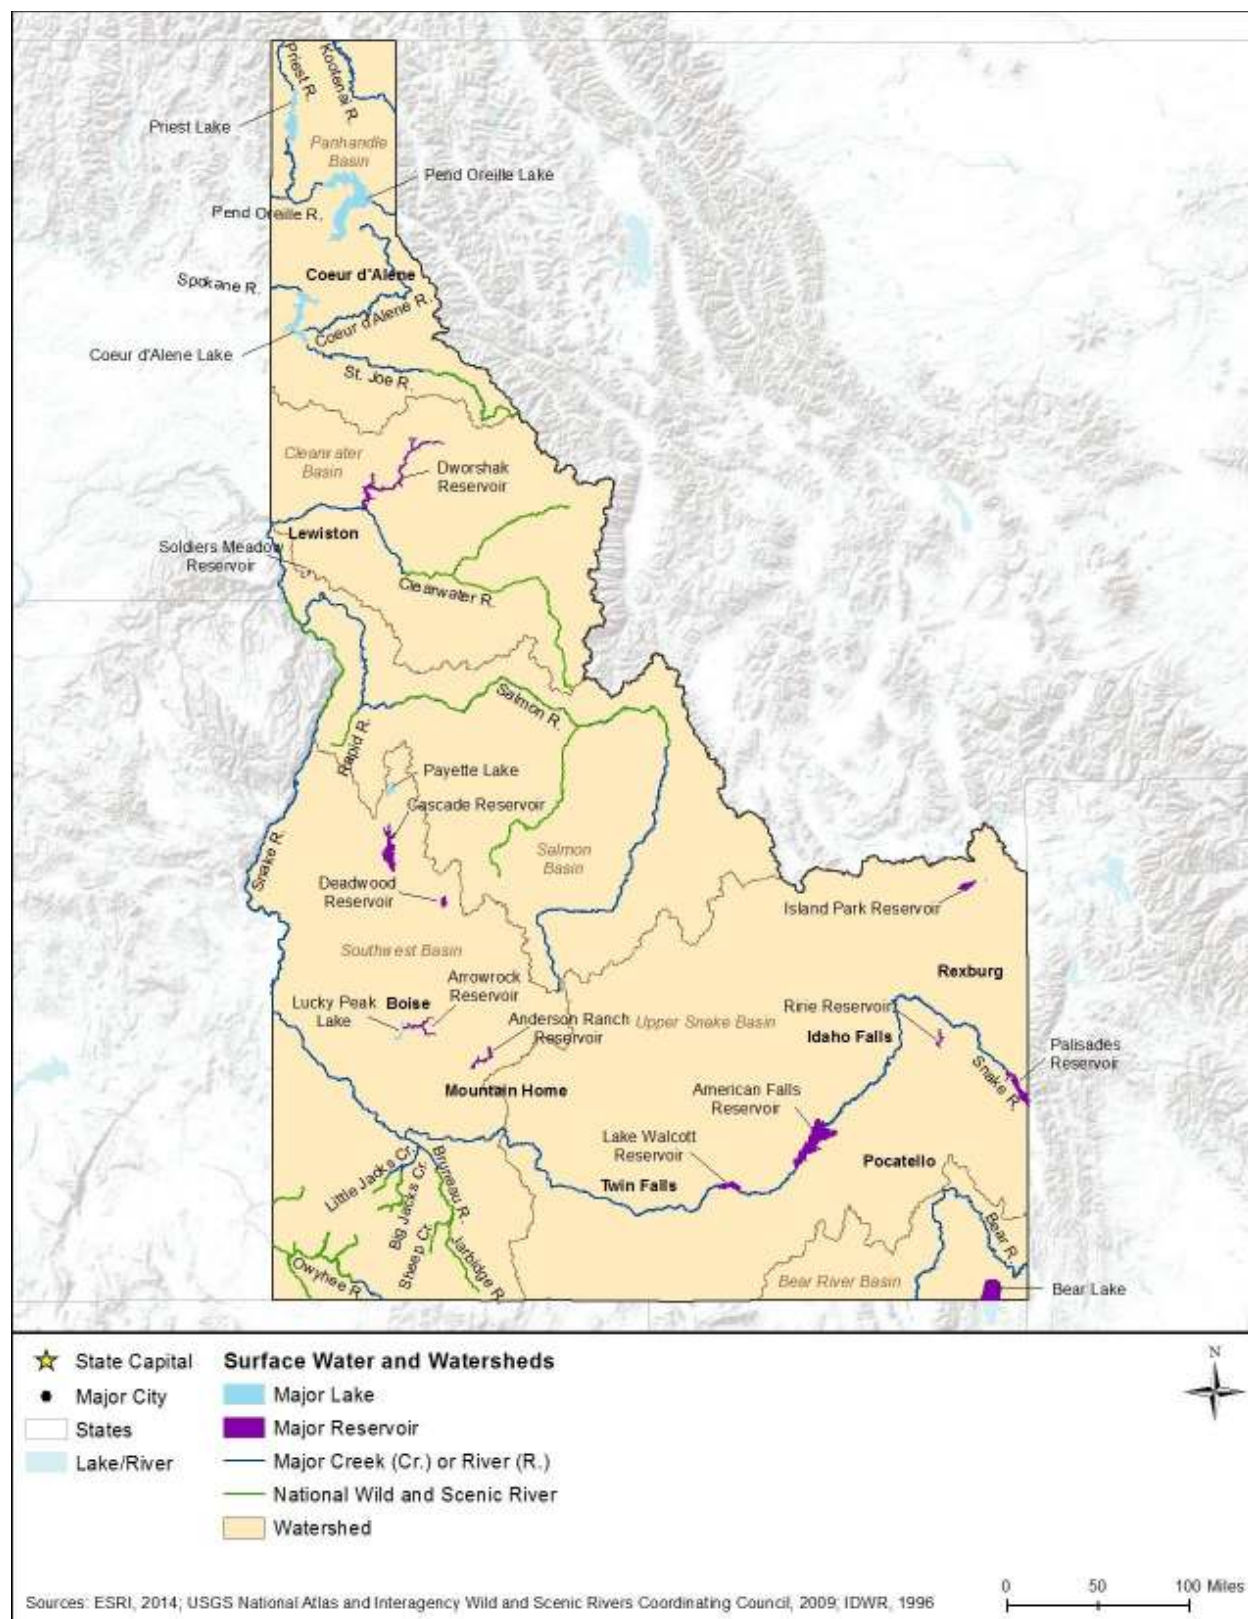 Priest R.
Kootenai R.
Priest Lake
Panhandle
Basin
Pend Oreille Lake
Pend Oreille R.
Coeur d'Alene
Spokane R.
Coeur d'Alene R.
Coeur d'Alene Lake
St. Joe R.
Clearwater
Basin
Dworshak
Reservoir
Lewiston
Soldiers Meadow
Reservoir
Clearwater R.
Salmon R.
Rapid R.
Payette Lake
Cascade Reservoir
Snake R.
Salmon
Basin
Deadwood
Reservoir
Island Park Reservoir
Southwest Basin
Rexburg
Arrowrock
Reservoir
Lucky Peak
Lake
Boise
Anderson Ranch
Reservoir
Upper Snake Basin
Ririe Reservoir
Idaho Falls
Palisades
Reservoir
Snake R.
Mountain Home
American Falls
Reservoir
Lake Walcott
Reservoir
Pocatello
Twin Falls
Little Jacks Cr.
Big Jacks Cr.
Bruneau R.
Sheep Cr.
Jarbidge R.
Owyhee R.
Bear R.
Bear River Basin
Bear Lake
State Capital
Major City
States
Lake/River
Surface Water and Watersheds
Major Lake
Major Reservoir
Major Creek (Cr.) or River (R.)
National Wild and Scenic River
Watershed
N
0 50 100 Miles
Sources: ESRI, 2014; USGS National Atlas and Interagency Wild and Scenic Rivers Coordinating Council, 2009; IDWR, 1996